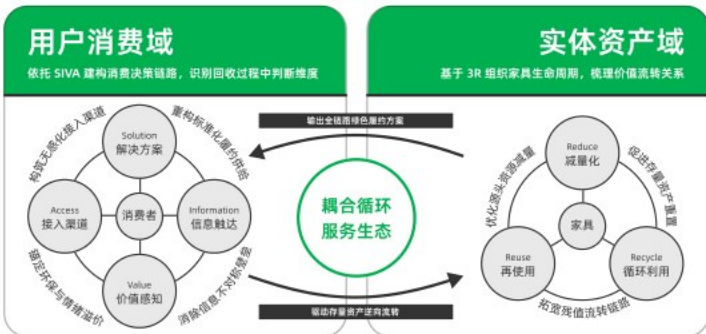 用户消费域
依托 SIVA 建构消费决策链路，识别回收过程中判断维度
实体资产域
基于 3R 组织家具生命周期，梳理价值流转关系
构筑无感化接入渠道
重构标准化履约供给
锚定环保与情绪溢价
消除信息不对称壁垒
Solution
解决方案
Access
接入渠道
消费者
Information
信息触达
Value
价值感知
输出全链路绿色履约方案
耦合循环
服务生态
驱动存量资产逆向流转
优化源头资源减量
促进存量资产重置
Reduce
减量化
家具
Reuse
再使用
Recycle
循环利用
拓宽残值流转链路